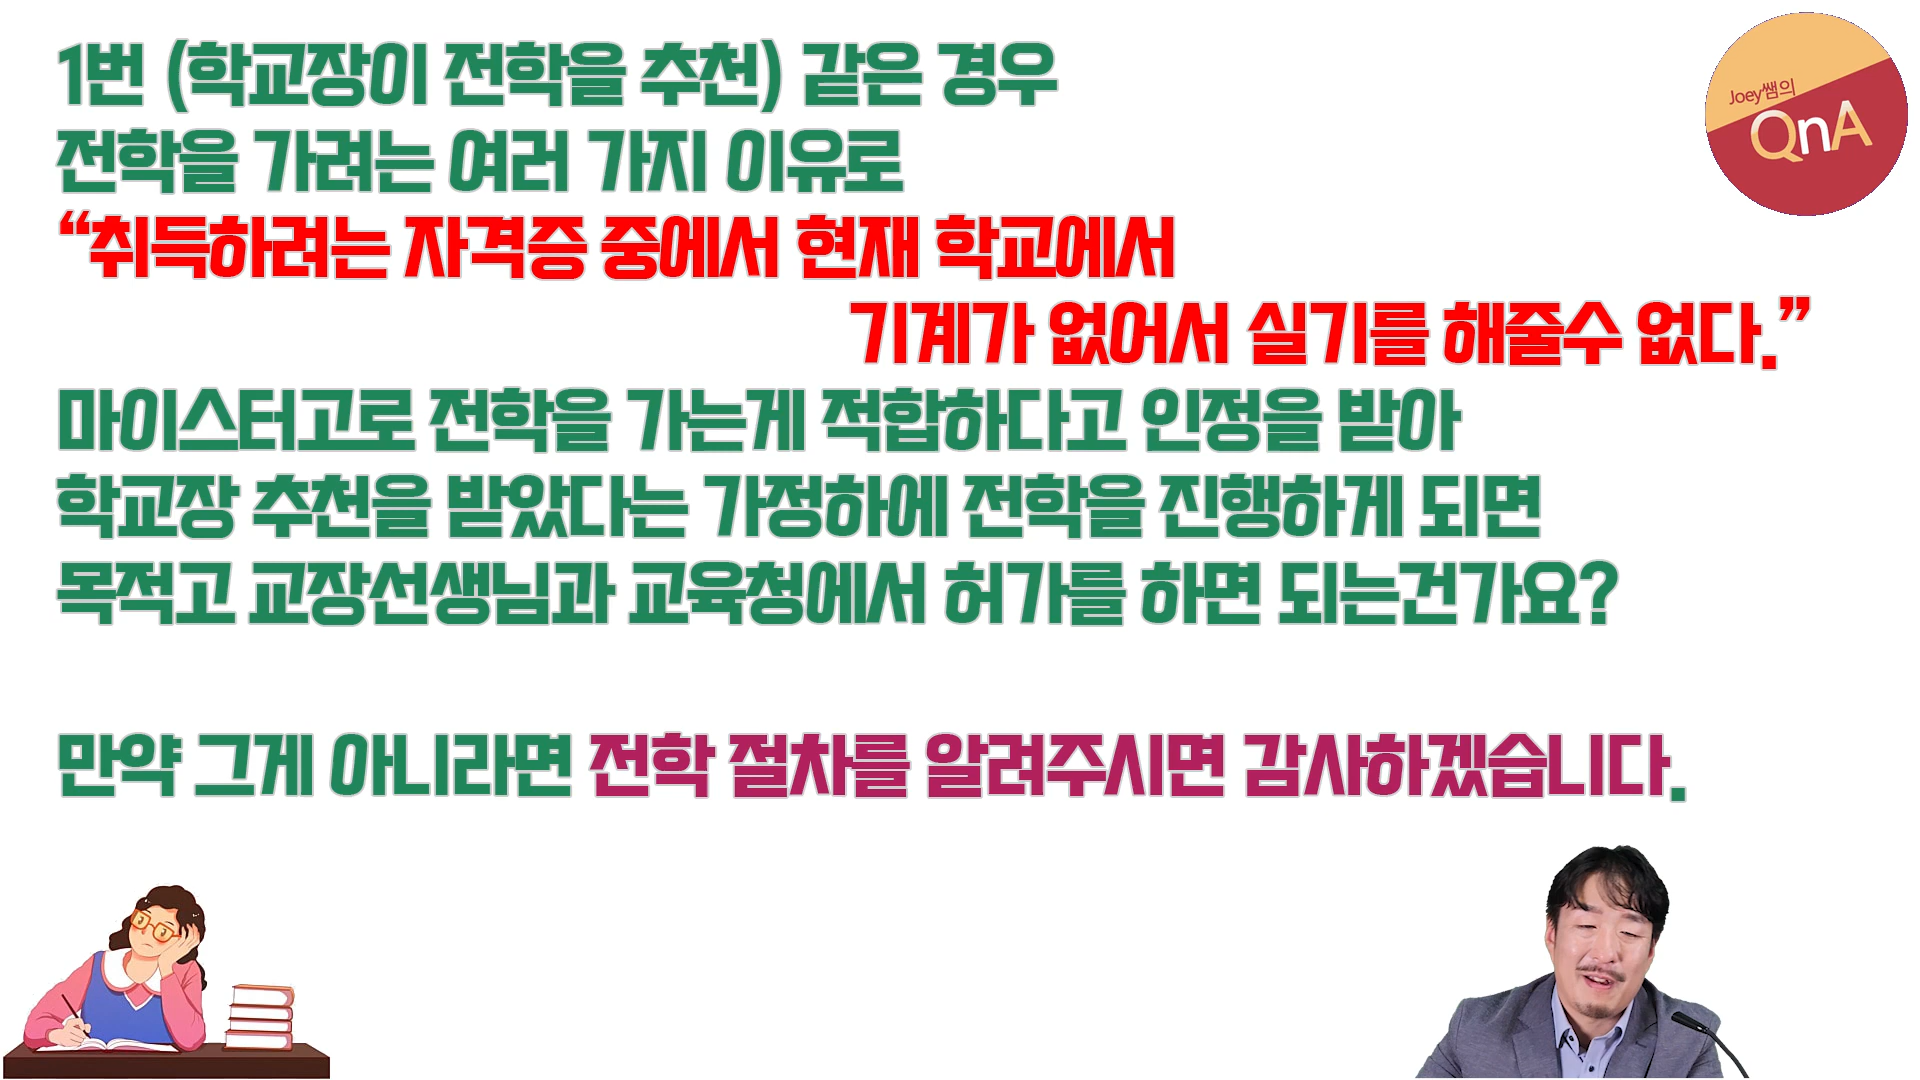 1번 (학교장이 전학을 추천) 같은 경우
전학을 가려는 여러 가지 이유로
“취득하려는 자격증 중에서 현재 학교에서
기계가 없어서 실기를 해줄수 없다.”
마이스터고로 전학을 가는게 적합하다고 인정을 받아
학교장 추천을 받았다는 가정하에 전학을 진행하게 되면
목적고 교장선생님과 교육청에서 허가를 하면 되는건가요?
만약 그게 아니라면 전학 절차를 알려주시면 감사하겠습니다.
Joey쌤의
QnA